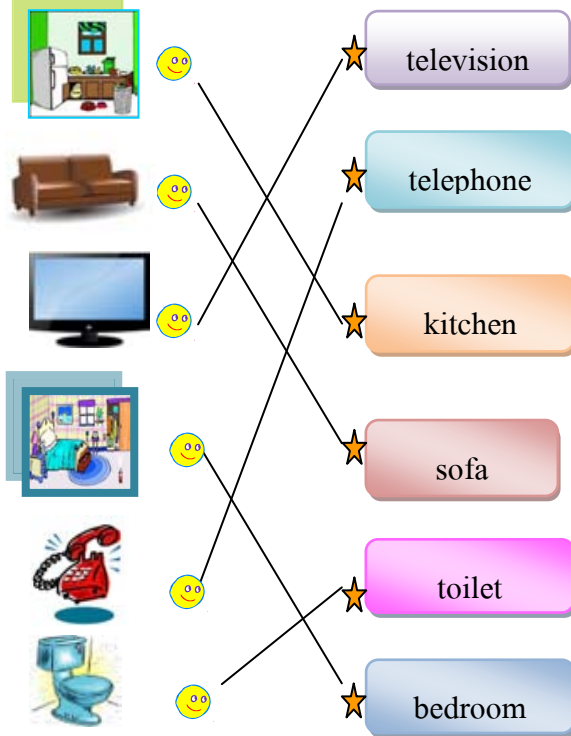 television
telephone
kitchen
sofa
toilet
bedroom